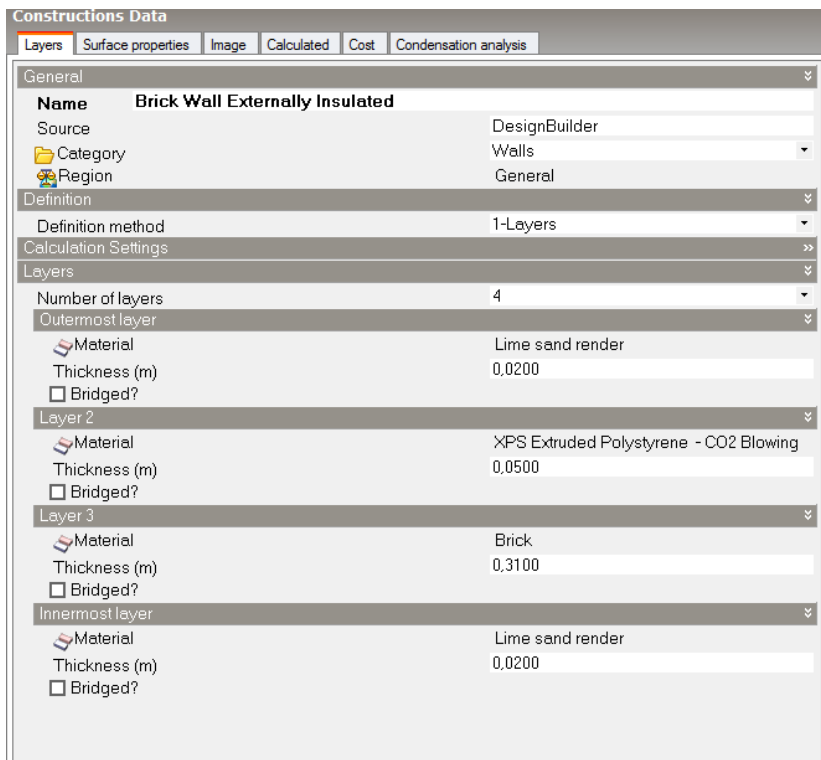 Constructions Data
Layers Surface properties Image Calculated Cost Condensation analysis
General
Name Brick Wall Externally Insulated
Source DesignBuilder
Category Walls
Region General
Definition
Definition method 1-Layers
Calculation Settings
Layers
Number of layers 4
Outermost layer
Material Lime sand render
Thickness (m) 0,0200
Bridged?
Layer 2
Material XPS Extruded Polystyrene - CO2 Blowing
Thickness (m) 0,0500
Bridged?
Layer 3
Material Brick
Thickness (m) 0,3100
Bridged?
Innermost layer
Material Lime sand render
Thickness (m) 0,0200
Bridged?